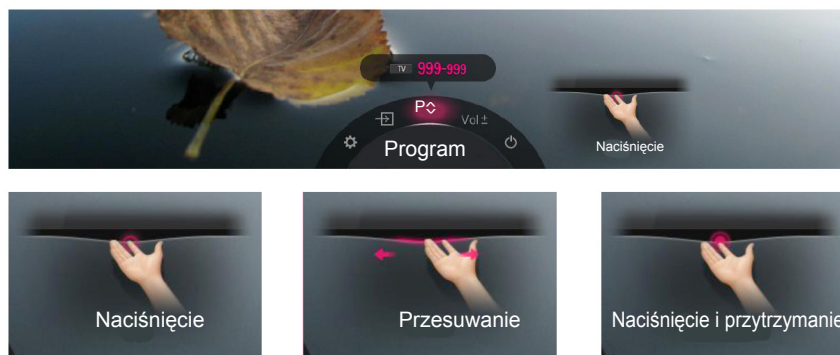 TV 999-999
P
Vol ±
Program
Naciśnięcie
Naciśnięcie
Przesuwanie
Naciśnięcie i przytrzymanie